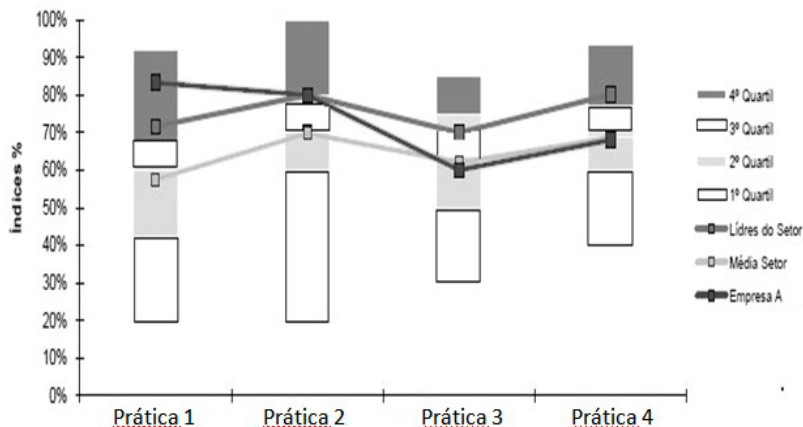 100%
90%
80%
70%
60%
50%
40%
30%
20%
10%
0%
Índices %
Prática 1
Prática 2
Prática 3
Prática 4
4º Quartil
3º Quartil
2º Quartil
1º Quartil
Lídres do Setor
Média Setor
Empresa A